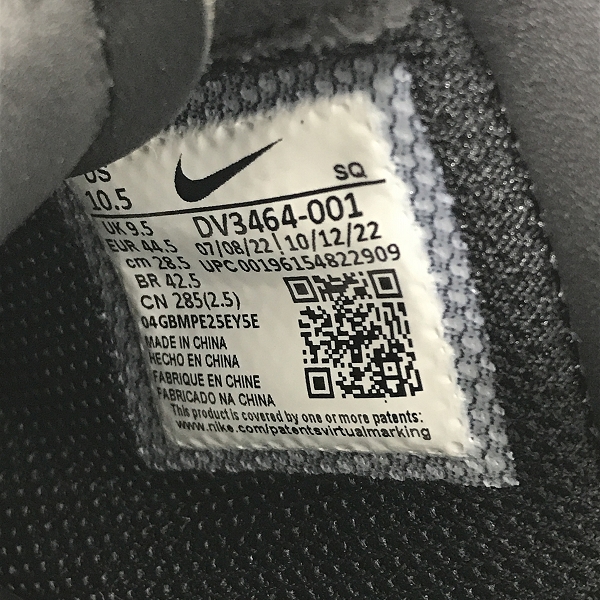 US
10.5
SQ
UK 9.5
DV3464-001
EUR 44.5
07/08/22 | 10/12/22
cm 28.5
UPC 00196154822909
BR 42.5
CN 285(2.5)
04GBMPE25EY5E
MADE IN CHINA
HECHO EN CHINA
FABRIQUE EN CHINE
FABRICADO NA CHINA
This product is covered by one or more patents:
www.nike.com/patentsvirtualmarking